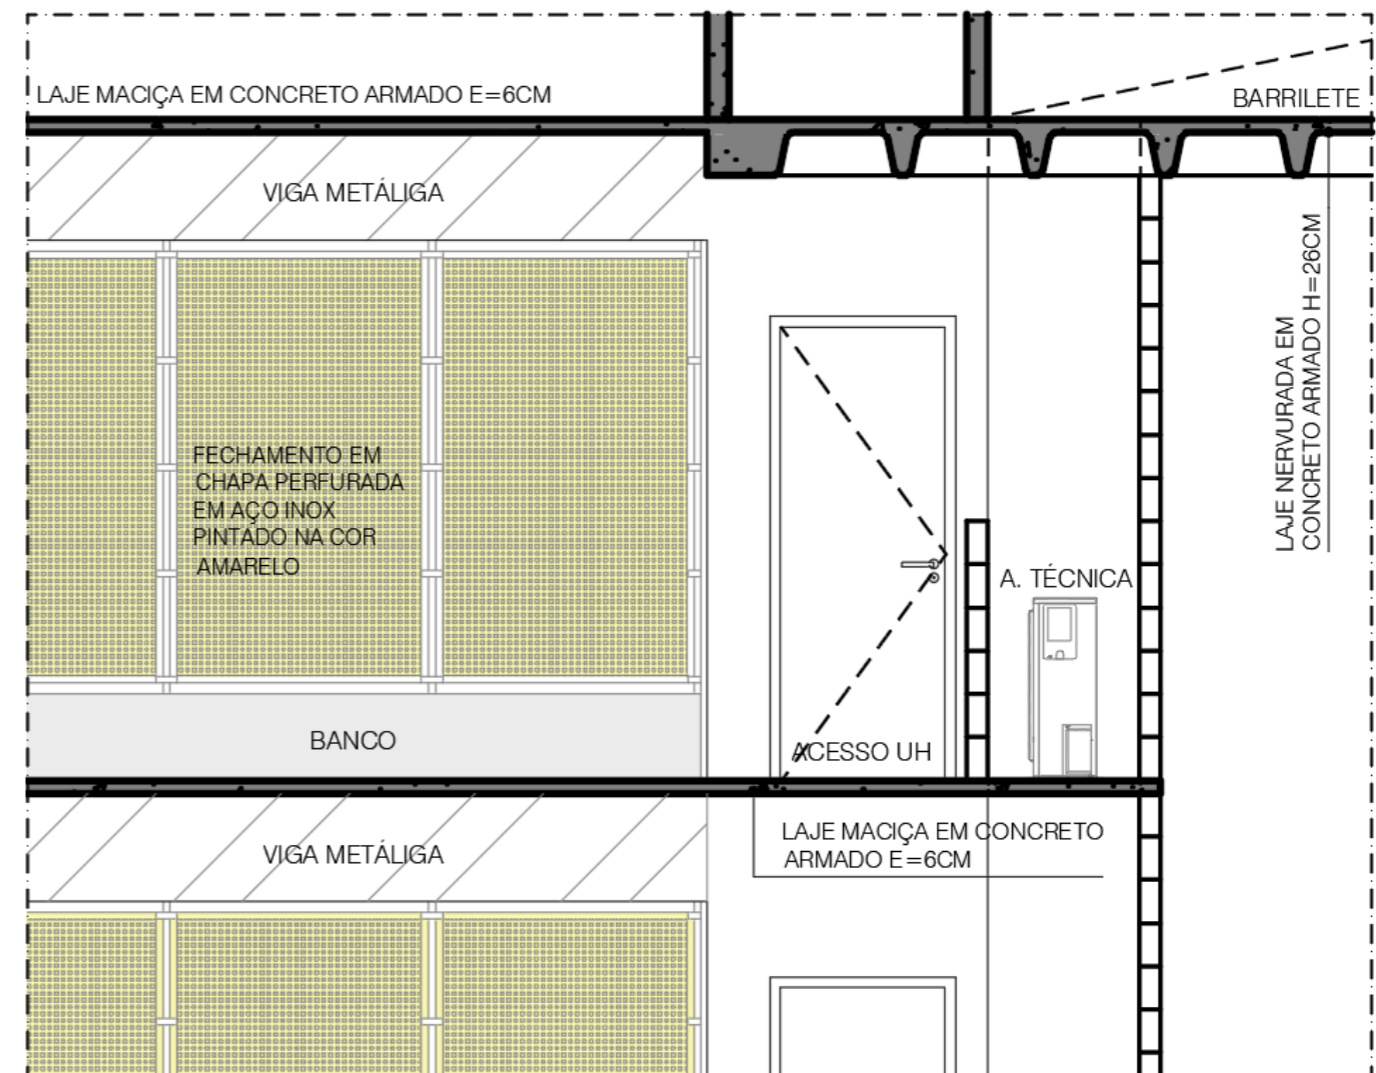 LAJE MACIÇA EM CONCRETO ARMADO E=6CM
BARRILETE
VIGA METÁLIGA
LAJE NERVURADA EM
CONCRETO ARMADO H=26CM
FECHAMENTO EM
CHAPA PERFURADA
EM AÇO INOX
PINTADO NA COR
AMARELO
A. TÉCNICA
BANCO
ACESSO UH
LAJE MACIÇA EM CONCRETO
ARMADO E=6CM
VIGA METÁLIGA